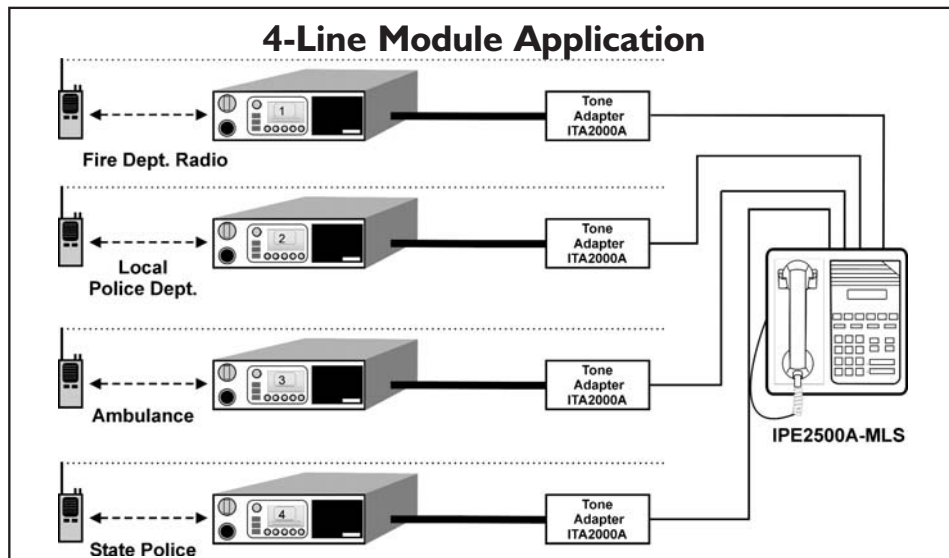 4-Line Module Application
1
Tone
Adapter
ITA2000A
Fire Dept. Radio
2
Tone
Adapter
ITA2000A
Local
Police Dept.
3
Tone
Adapter
ITA2000A
Ambulance
IPE2500A-MLS
4
Tone
Adapter
ITA2000A
State Police